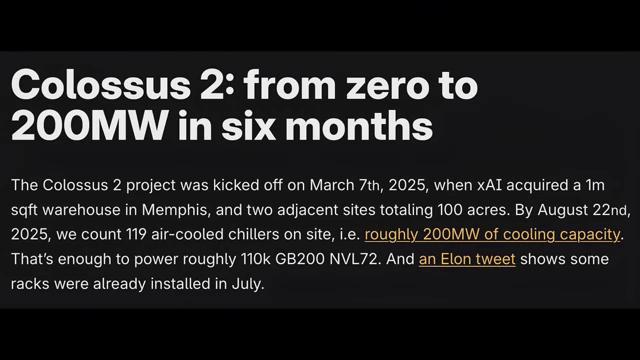 Colossus 2: from zero to
200MW in six months
The Colossus 2 project was kicked off on March 7th, 2025, when xAI acquired a 1m
sqft warehouse in Memphis, and two adjacent sites totaling 100 acres. By August 22nd,
2025, we count 119 air-cooled chillers on site, i.e. roughly 200MW of cooling capacity.
That’s enough to power roughly 110k GB200 NVL72. And an Elon tweet shows some
racks were already installed in July.